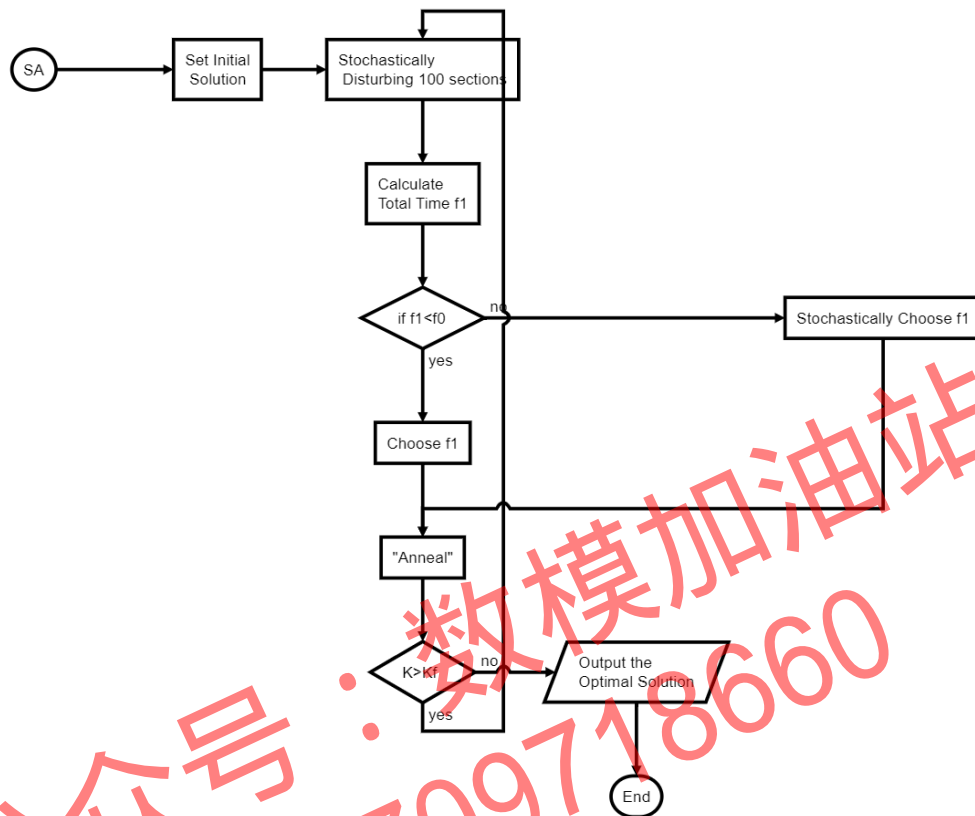 SA
Set Initial
Solution
Stochastically
Disturbing 100 sections
Calculate
Total Time f1
if f1<f0
no
Stochastically Choose f1
yes
Choose f1
"Anneal"
K>Kf
no
Output the
Optimal Solution
yes
End
公众号：数模加油站
709718660